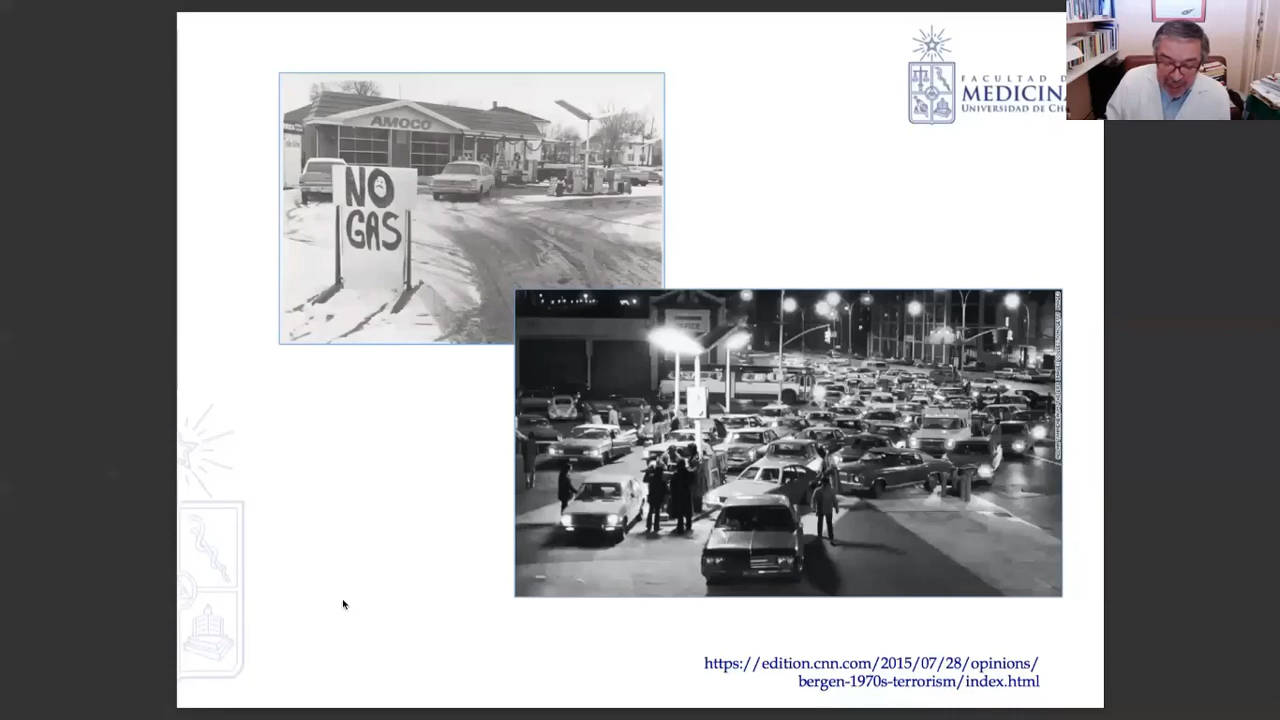 AMOCO
NO
GAS
FACULTAD D
MEDICINA
UNIVERSIDAD DE CH
https://edition.cnn.com/2015/07/28/opinions/
bergen-1970s-terrorism/index.html